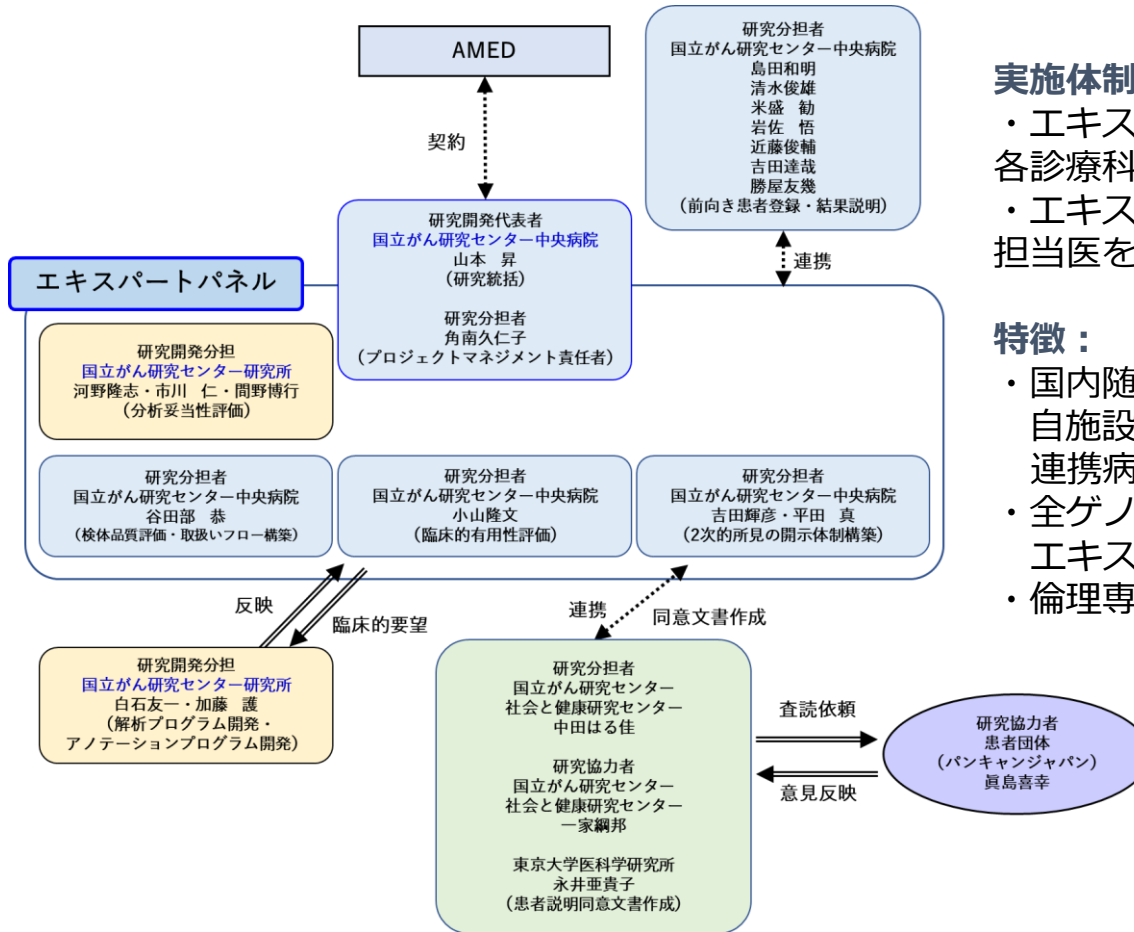 AMED
契約
研究分担者
国立がん研究センター中央病院
島田和明
清水俊雄
米盛　勧
岩佐　悟
近藤俊輔
吉田達哉
勝屋友幾
(前向き患者登録・結果説明)
連携
研究開発代表者
国立がん研究センター中央病院
山本　昇
(研究統括)
研究分担者
角南久仁子
(プロジェクトマネジメント責任者)
エキスパートパネル
研究開発分担
国立がん研究センター研究所
河野隆志・市川　仁・間野博行
(分析妥当性評価)
研究分担者
国立がん研究センター中央病院
谷田部　恭
(検体品質評価・取扱いフロー構築)
研究分担者
国立がん研究センター中央病院
小山隆文
(臨床的有用性評価)
研究分担者
国立がん研究センター中央病院
吉田輝彦・平田　真
(2次的所見の開示体制構築)
反映
臨床的要望
連携
同意文書作成
研究開発分担
国立がん研究センター研究所
白石友一・加藤　護
(解析プログラム開発・
アノテーションプログラム開発)
研究分担者
国立がん研究センター
社会と健康研究センター
中田はる佳
研究協力者
国立がん研究センター
社会と健康研究センター
一家綱邦
東京大学医科学研究所
永井亜貴子
(患者説明同意文書作成)
査読依頼
意見反映
研究協力者
患者団体
(パンキャンジャパン)
眞島喜幸
実施体制
・エキス
各診療科
・エキス
担当医を
特徴：
・国内随
自施設
連携病
・全ゲノ
エキス
・倫理専